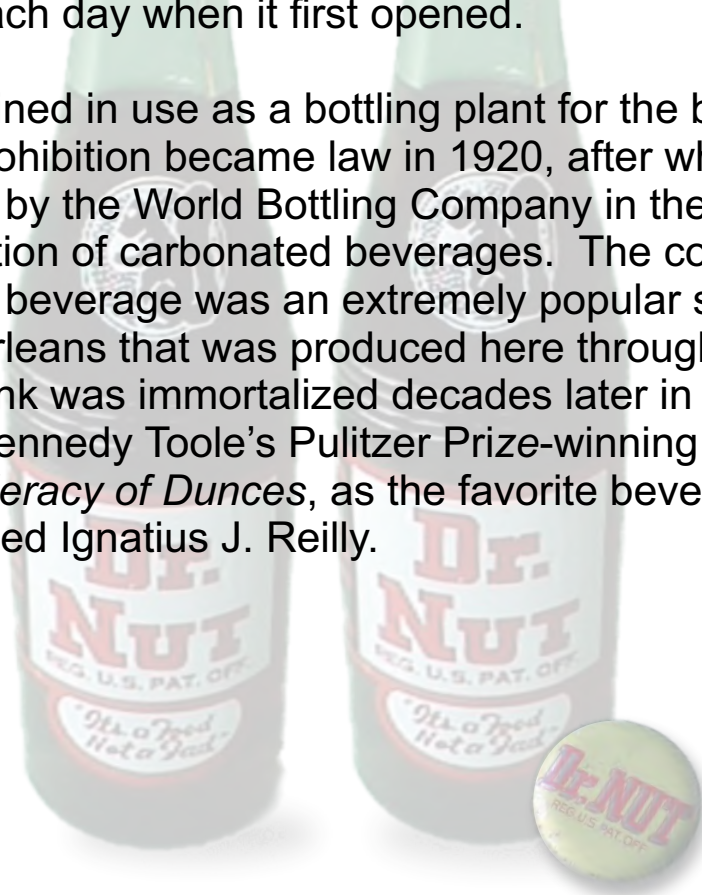 ach day when it first opened.
ned in use as a bottling plant for the b
ohibition became law in 1920, after wh
by the World Bottling Company in the
tion of carbonated beverages.  The co
beverage was an extremely popular s
rleans that was produced here through
nk was immortalized decades later in
ennedy Toole's Pulitzer Prize-winning
eracy of Dunces, as the favorite beve
ed Ignatius J. Reilly.
Dr. Dr.
NUT NUT
REG. U.S. PAT. OFF. REG. U.S. PAT. OFF.
"It's a Food "It's a Food
Not a Fad" Not a Fad"
Dr. NUT
REG. U.S. PAT. OFF.